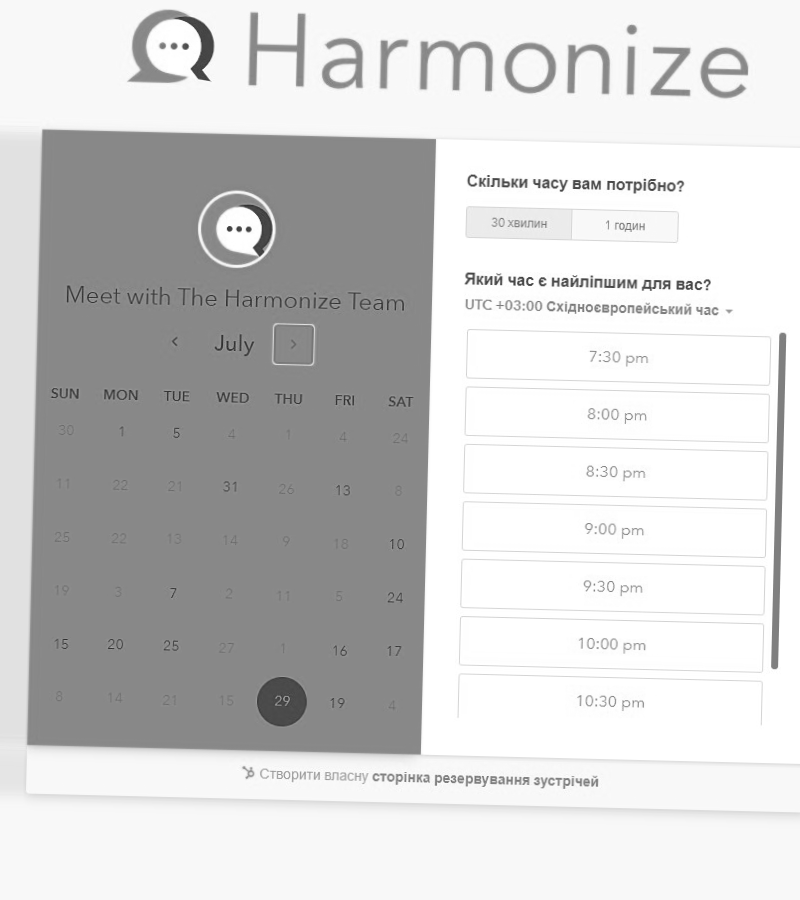 Harmonize
Meet with The Harmonize Team
July
SUN MON TUE WED THU FRI SAT
30 1 5 4 1 4 24
11 22 21 31 26 13 8
25 22 13 14 9 18 10
19 3 7 2 11 5 24
15 20 25 27 1 16 17
8 14 21 15 29 19 4
Скільки часу вам потрібно?
30 хвилин 1 годин
Який час є найліпшим для вас?
UTC +03:00 Східноєвропейський час
7:30 pm
8:00 pm
8:30 pm
9:00 pm
9:30 pm
10:00 pm
10:30 pm
Створити власну сторінка резервування зустрічей